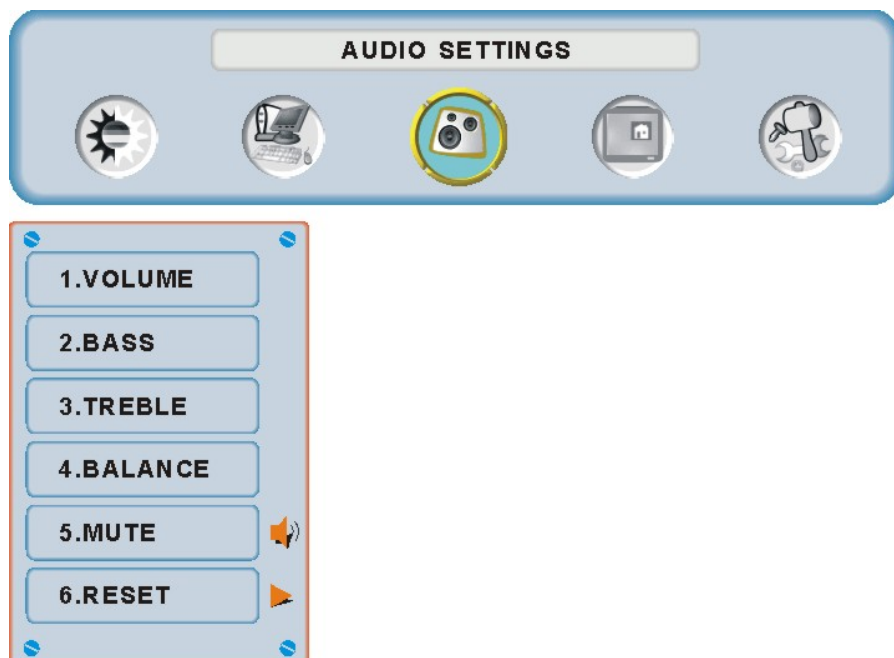 AUDIO SETTINGS
1.VOLUME
2.BASS
3.TREBLE
4.BALANCE
5.MUTE
6.RESET